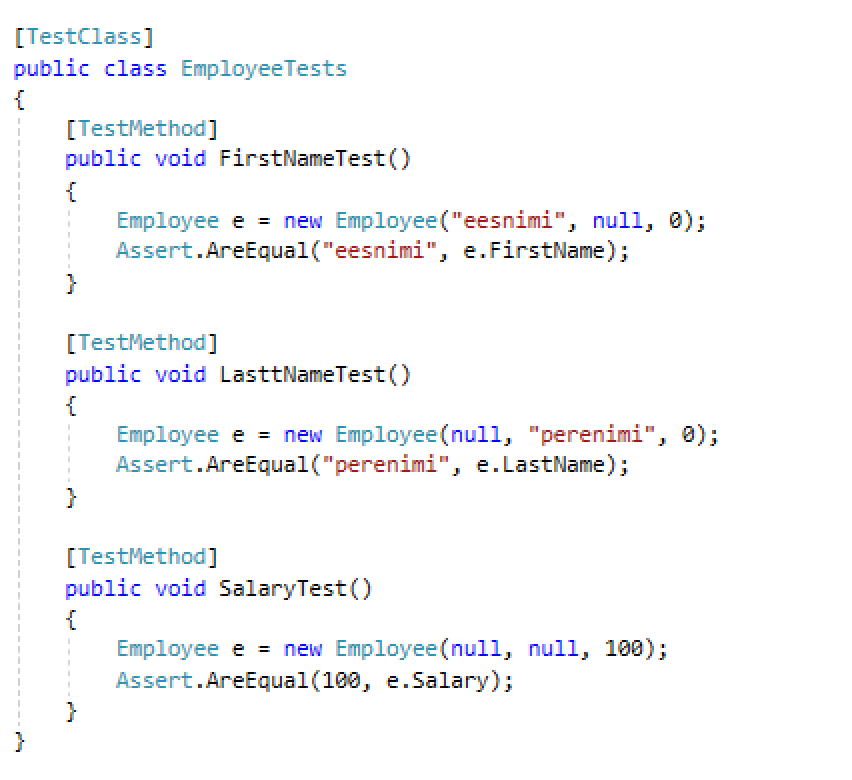 [TestClass]
public class EmployeeTests
{
[TestMethod]
public void FirstNameTest()
{
Employee e = new Employee("eesnimi", null, 0);
Assert.AreEqual("eesnimi", e.FirstName);
}
[TestMethod]
public void LasttNameTest()
{
Employee e = new Employee(null, "perenimi", 0);
Assert.AreEqual("perenimi", e.LastName);
}
[TestMethod]
public void SalaryTest()
{
Employee e = new Employee(null, null, 100);
Assert.AreEqual(100, e.Salary);
}
}